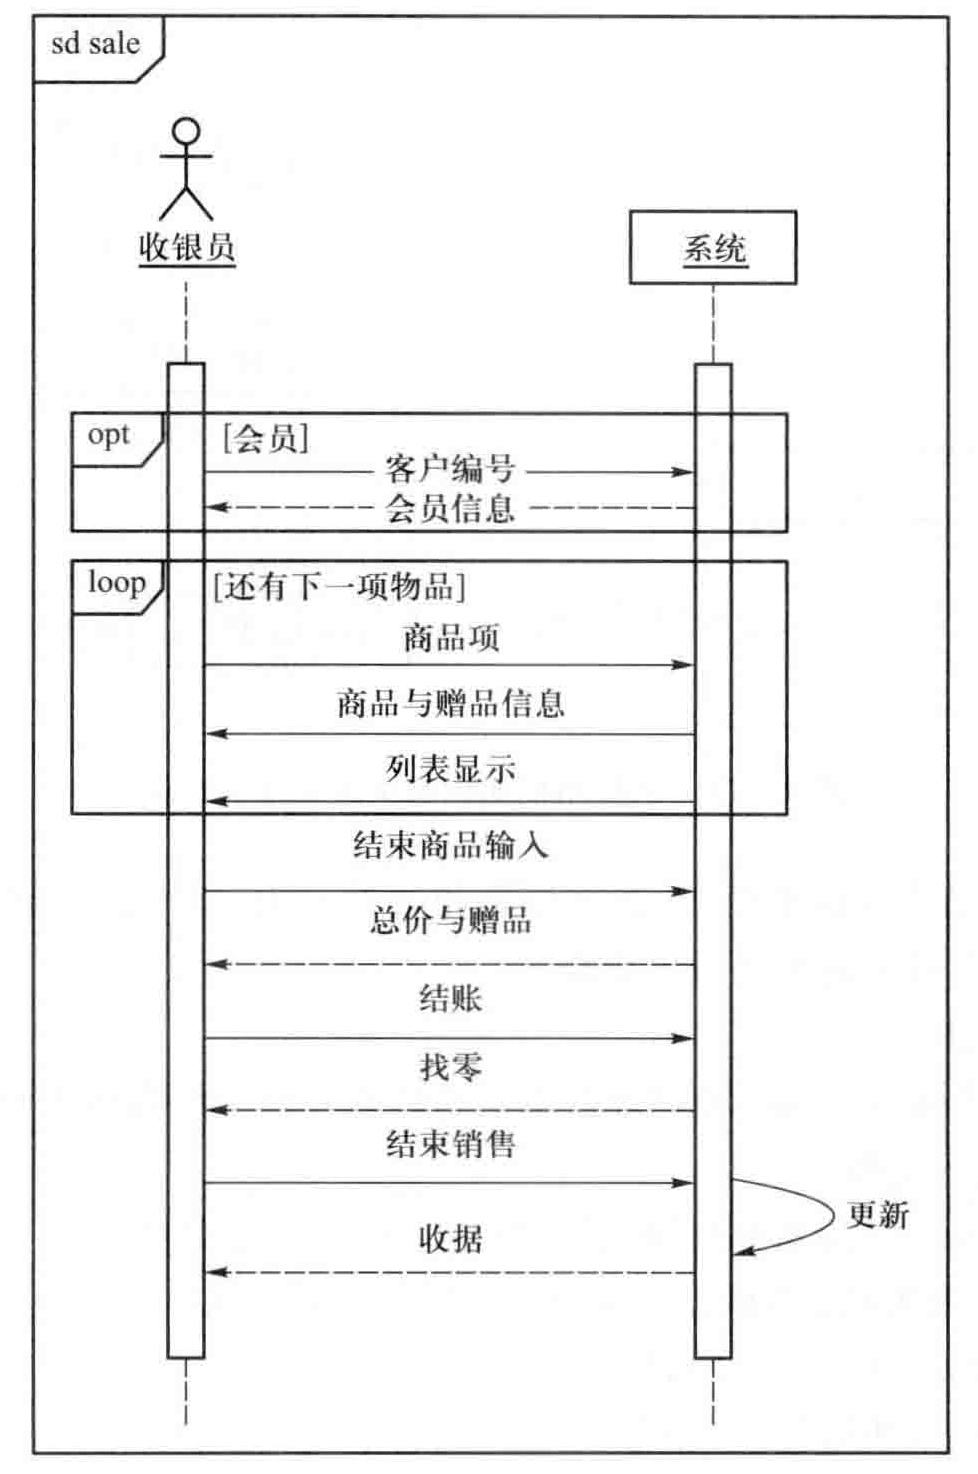 sd sale
收银员
系统
opt
[会员]
客户编号
会员信息
loop
[还有下一项物品]
商品项
商品与赠品信息
列表显示
结束商品输入
总价与赠品
结账
找零
结束销售
更新
收据